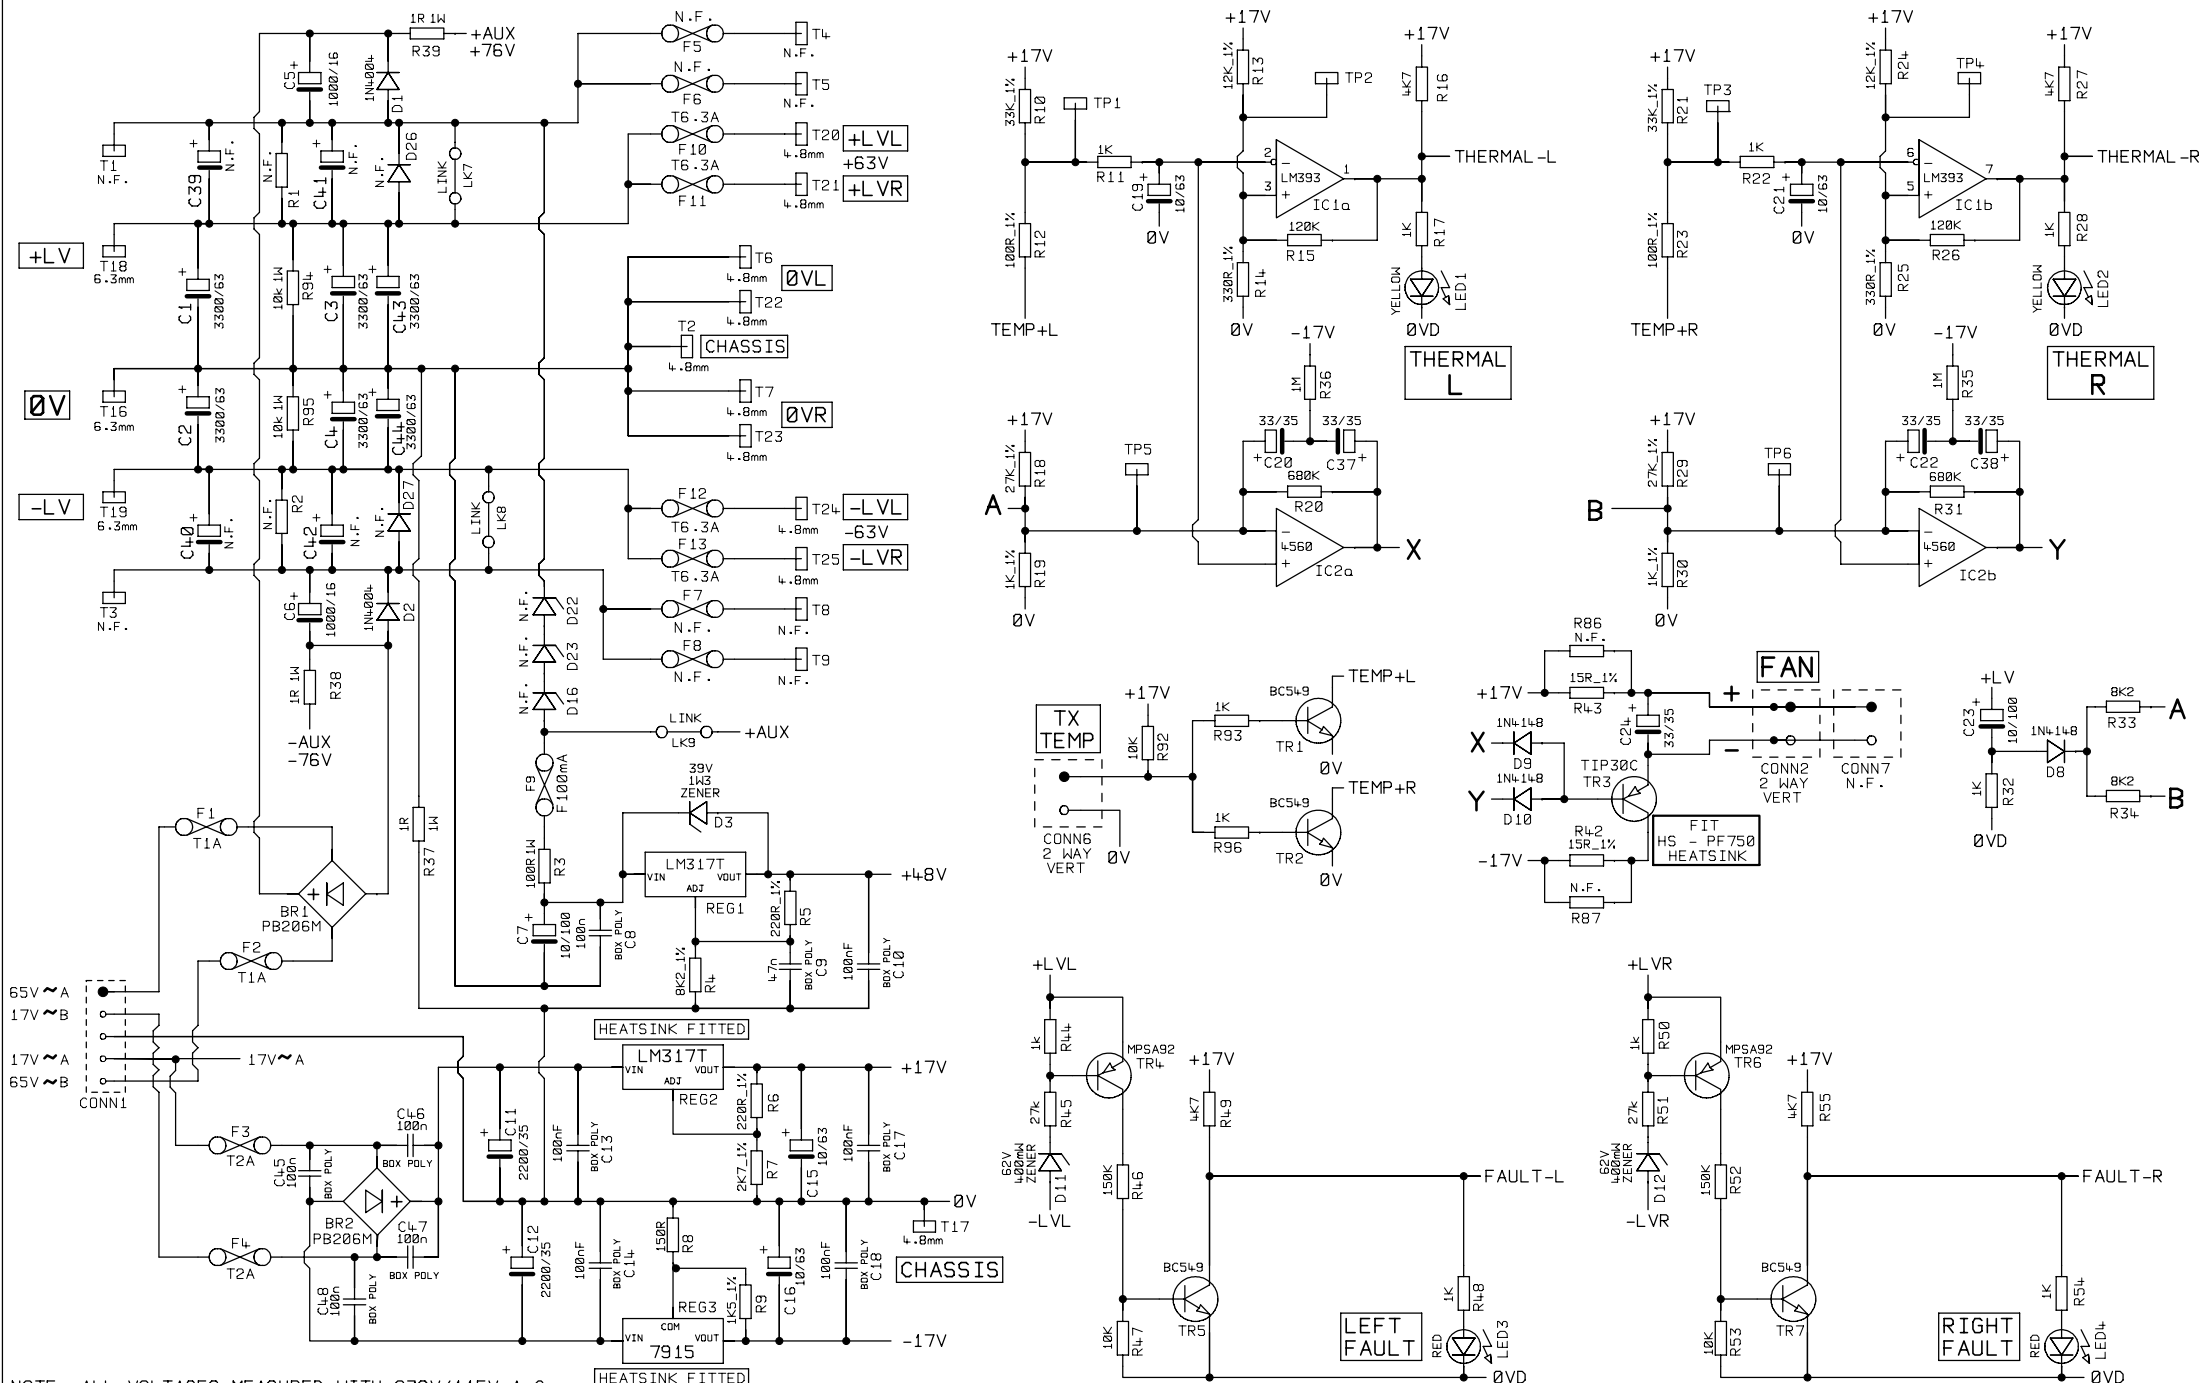 1R 1W
R39
+AUX
+76V
C5
+
1000/16
1N4004
D1
N.F.
F5
T4
N.F.
N.F.
F6
T5
N.F.
T1
N.F.
C39
+
N.F.
N.F.
R1
C41
+
N.F.
N.F.
D26
LINK
LK7
T6.3A
F10
T20
4.8mm
+LVL
+63V
T6.3A
F11
T21
4.8mm
+LVR
+LV
T18
6.3mm
C1
+
3300/63
10k 1W
R94
C3
+
3300/63
C43
+
3300/63
T6
4.8mm
0VL
T22
4.8mm
T2
CHASSIS
4.8mm
0V
T16
6.3mm
C2
+
3300/63
10k 1W
R95
C4
+
3300/63
C44
+
3300/63
T7
4.8mm
0VR
T23
4.8mm
-LV
T19
6.3mm
C40
+
N.F.
N.F.
R2
C42
+
N.F.
N.F.
D27
LINK
LK8
F12
T6.3A
T24
4.8mm
-LVL
-63V
F13
T6.3A
T25
4.8mm
-LVR
T3
N.F.
C6
+
1000/16
1N4004
D2
F7
N.F.
T8
N.F.
F8
N.F.
T9
N.F.
N.F.
D22
N.F.
D23
N.F.
D16
1R 1W
R38
-AUX
-76V
LINK
LK9
+AUX
F9
F100mA
39V
1W3
ZENER
D3
1R
1W
R37
100R1W
R3
LM317T
VIN
VOUT
ADJ
REG1
+48V
220R_1%
R5
C7
+
10/100
100n
BOX POLY
C8
8K2_1%
R4
47n
BOX POLY
C9
100nF
BOX POLY
C10
F1
T1A
BR1
PB206M
F2
T1A
65V~A
17V~B
17V~A
65V~B
CONN1
17V~A
HEATSINK FITTED
LM317T
VIN
VOUT
ADJ
REG2
+17V
F3
T2A
C45
100n
BOX POLY
C46
100n
BOX POLY
BR2
PB206M
C47
100n
BOX POLY
F4
T2A
C48
100n
BOX POLY
C11
+
2200/35
100nF
BOX POLY
C13
220R_1%
R6
2K7_1%
R7
C15
+
10/63
100nF
BOX POLY
C17
0V
T17
4.8mm
CHASSIS
C12
+
2200/35
100nF
BOX POLY
C14
150R
R8
1K5_1%
R9
C16
+
10/63
100nF
BOX POLY
C18
REG3
COM
VIN
VOUT
7915
-17V
HEATSINK FITTED
NOTE ALL VOLTAGES MEASURED WITH
+17V
33K_1%
R10
TP1
1K
R11
C19
+
10/63
0V
100R_1%
R12
TEMP+L
+17V
12K_1%
R13
TP2
2
-
LM393
1
3
+
IC1a
120K
R15
330R_1%
R14
0V
+17V
4K7
R16
THERMAL-L
1K
R17
YELLOW
LED1
0VD
THERMAL
L
+17V
27K_1%
R18
A
TP5
1K_1%
R19
0V
-17V
1M
R36
33/35
33/35
+
C20
C37
+
680K
R20
-
4560
+
IC2a
X
+17V
33K_1%
R21
TP3
1K
R22
C21
+
10/63
0V
100R_1%
R23
TEMP+R
+17V
12K_1%
R24
TP4
6
-
LM393
7
5
+
IC1b
120K
R26
330R_1%
R25
0V
+17V
4K7
R27
THERMAL-R
1K
R28
YELLOW
LED2
0VD
THERMAL
R
+17V
27K_1%
R29
B
TP6
1K_1%
R30
0V
-17V
1M
R35
33/35
33/35
+
C22
C38
+
680K
R31
-
4560
+
IC2b
Y
TX
TEMP
CONN6
2 WAY
VERT
0V
+17V
10K
R92
1K
R93
BC549
TR1
TEMP+L
0V
1K
R96
BC549
TR2
TEMP+R
0V
R86
N.F.
+17V
15R_1%
R43
C24
+
33/35
FAN
+
-
CONN2
2 WAY
VERT
CONN7
N.F.
X
1N4148
D9
Y
1N4148
D10
TIP30C
TR3
FIT
HS - PF750
HEATSINK
-17V
R42
15R_1%
N.F.
R87
+LV
C23
+
10/100
1K
R32
0VD
1N4148
D8
8K2
R33
A
8K2
R34
B
+LVL
1k
R44
MPSA92
TR4
27k
R45
62V
400mW
ZENER
D11
-LVL
150K
R46
10K
R47
BC549
TR5
+17V
4K7
R49
FAULT-L
1K
R48
RED
LED3
0VD
LEFT
FAULT
+LVR
1k
R50
MPSA92
TR6
27k
R51
62V
400mW
ZENER
D12
-LVR
150K
R52
10K
R53
BC549
TR7
+17V
4K7
R55
FAULT-R
1K
R54
RED
LED4
0VD
RIGHT
FAULT